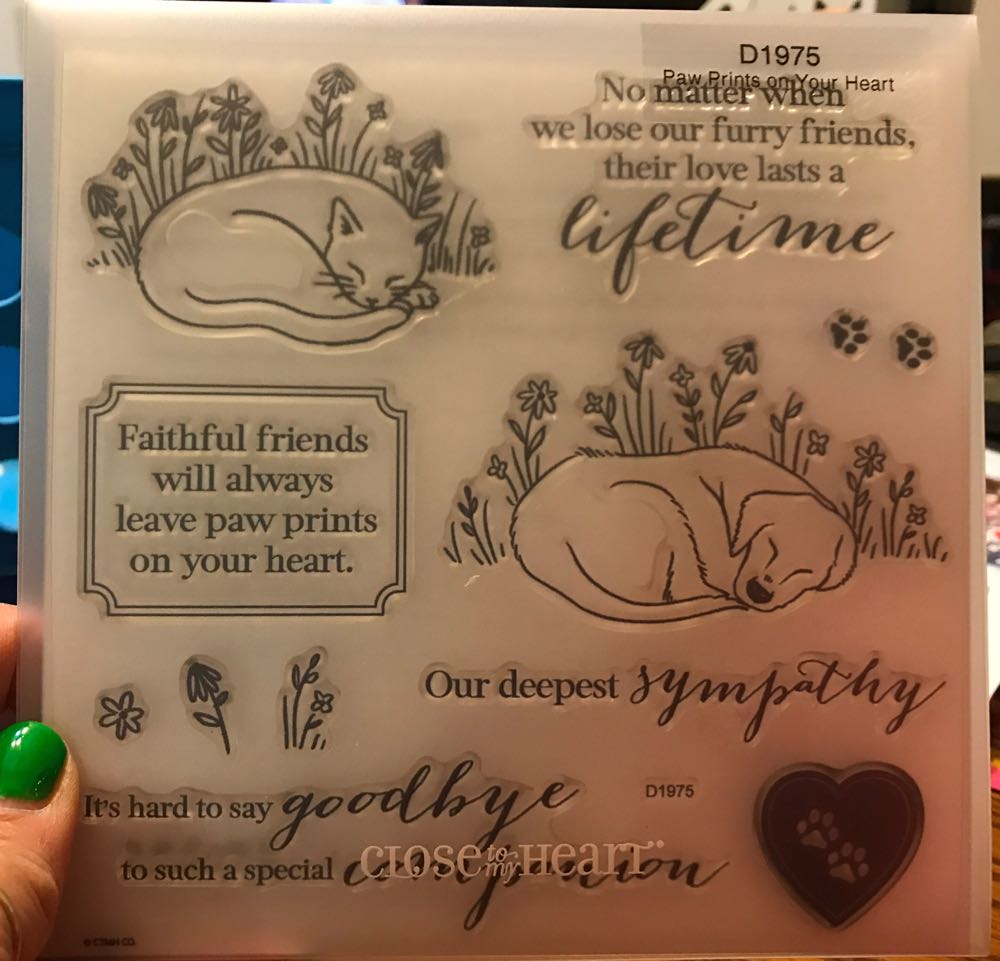 D1975
Paw Prints on Your Heart
No matter when
we lose our furry friends,
their love lasts a
lifetime
Faithful friends
will always
leave paw prints
on your heart.
Our deepest sympathy
It's hard to say goodbye
D1975
to such a special companion
CLOSE to my HEART
© CTMH CO.